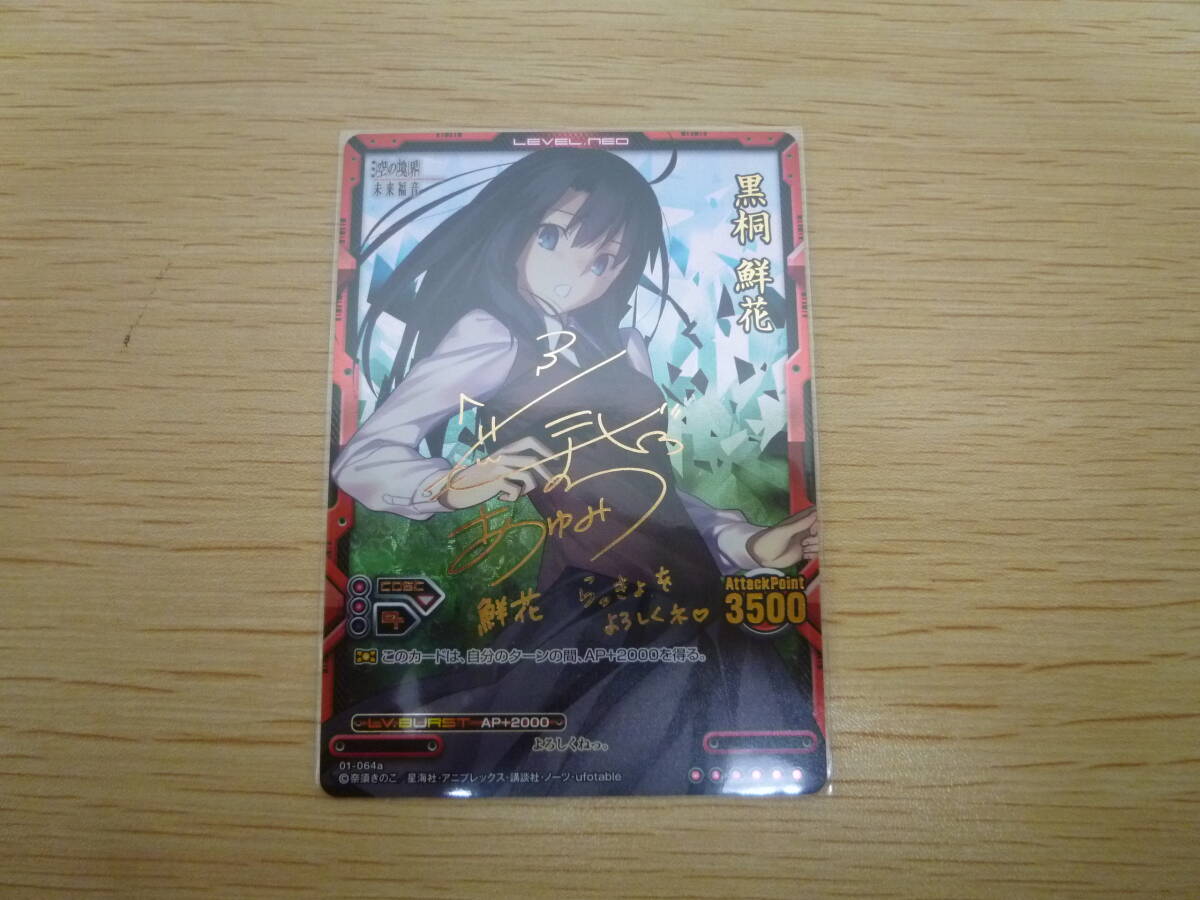 LEVEL.NEO
空の境界
未来福音
黒桐 鮮花
あゆみ
鮮花
らっきょを
よろしくネ♡
AttackPoint
3500
このカードは、自分のターンの間、AP+2000を得る。
LV.BURST AP+2000
よろしくねっ。
01-064a
©奈須きのこ/星海社・アニプレックス・講談社・ノーツ・ufotable